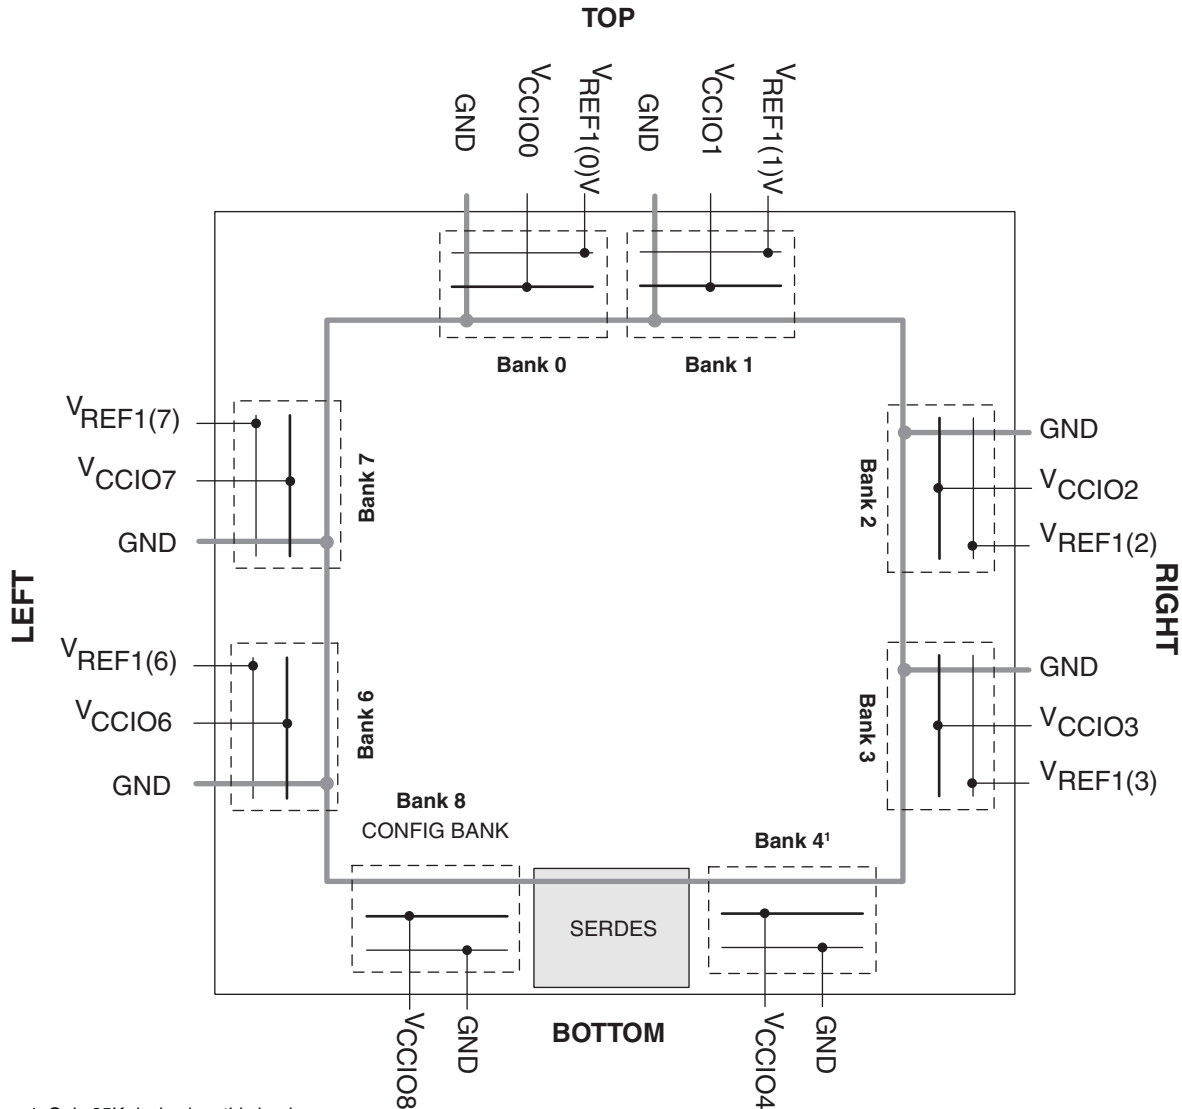 TOP
GND
VCCIO0
VREF1(0)V
GND
VCCIO1
VREF1(1)V
Bank 0
Bank 1
VREF1(7)
VCCIO7
GND
Bank 7
Bank 2
GND
VCCIO2
VREF1(2)
LEFT
RIGHT
VREF1(6)
VCCIO6
GND
Bank 6
Bank 3
GND
VCCIO3
VREF1(3)
Bank 8
CONFIG BANK
Bank 4¹
SERDES
VCCIO8
GND
BOTTOM
VCCIO4
GND